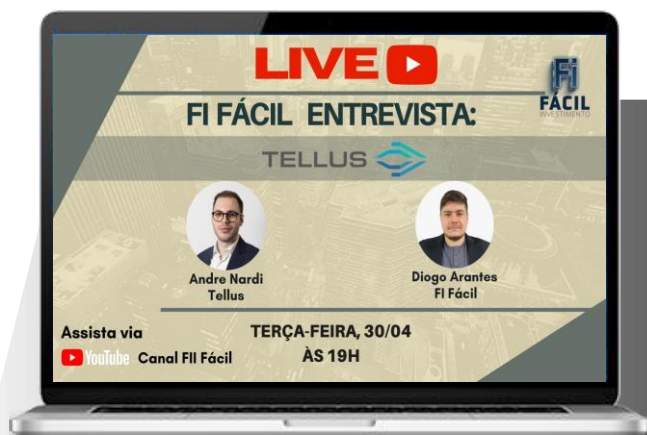 LIVE
Fi
FÁCIL
INVESTIMENTO
FI FÁCIL ENTREVISTA:
TELLUS
Andre Nardi
Tellus
Diogo Arantes
FI Fácil
Assista via
YouTube Canal FII Fácil
TERÇA-FEIRA, 30/04
ÀS 19H